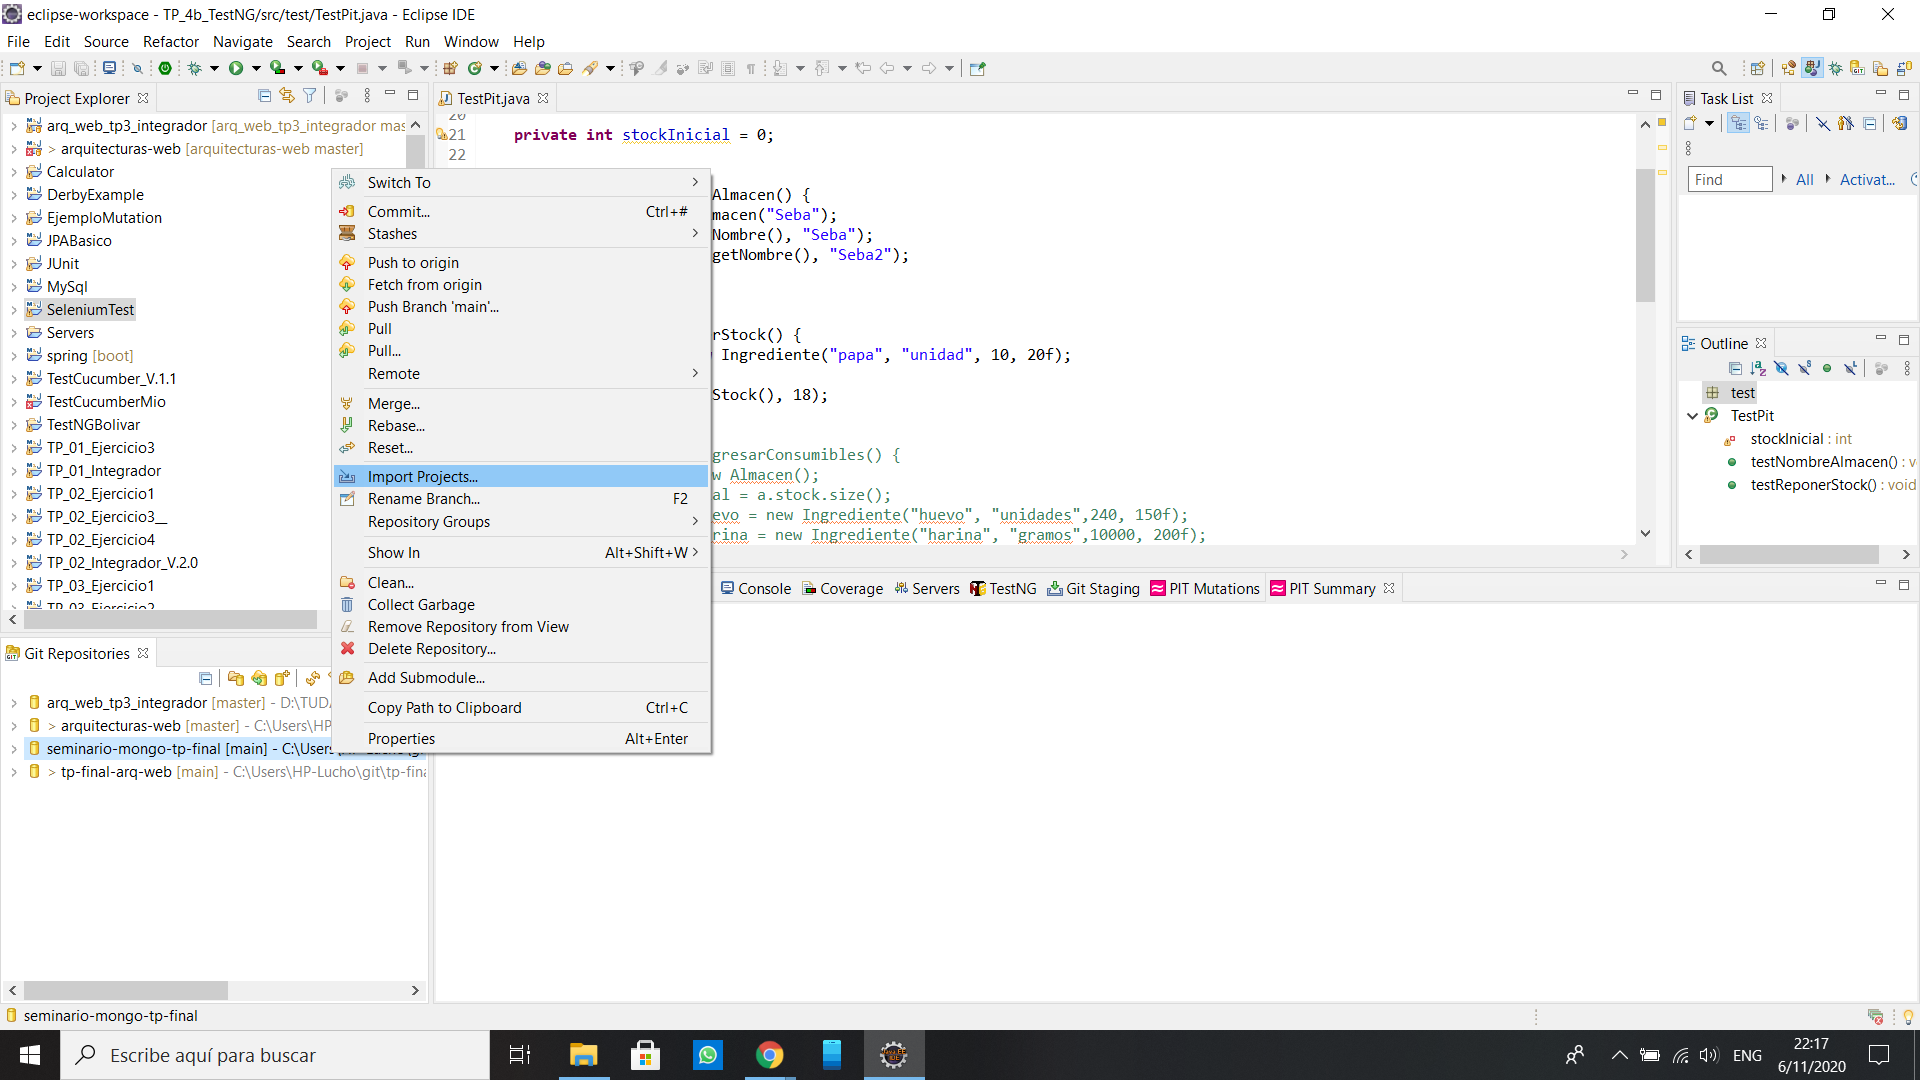 eclipse-workspace - TP_4b_TestNG/src/test/TestPit.java - Eclipse IDE
File Edit Source Refactor Navigate Search Project Run Window Help
Project Explorer
arq_web_tp3_integrador [arq_web_tp3_integrador mas
> arquitecturas-web [arquitecturas-web master]
Calculator
DerbyExample
EjemploMutation
JPABasico
JUnit
MySql
SeleniumTest
Servers
spring [boot]
TestCucumber_V.1.1
TestCucumberMio
TestNGBolivar
TP_01_Ejercicio3
TP_01_Integrador
TP_02_Ejercicio1
TP_02_Ejercicio3__
TP_02_Ejercicio4
TP_02_Integrador_V.2.0
TP_03_Ejercicio1
TP_03_Ejercicio2
Git Repositories
arq_web_tp3_integrador [master] - D:\TUD
> arquitecturas-web [master] - C:\Users\HP
seminario-mongo-tp-final [main] - C:\Users
> tp-final-arq-web [main] - C:\Users\HP-Lucho\git\tp-fina
Switch To
Commit... Ctrl+#
Stashes
Push to origin
Fetch from origin
Push Branch 'main'...
Pull
Pull...
Remote
Merge...
Rebase...
Reset...
Import Projects...
Rename Branch... F2
Repository Groups
Show In Alt+Shift+W
Clean...
Collect Garbage
Remove Repository from View
Delete Repository...
Add Submodule...
Copy Path to Clipboard Ctrl+C
Properties Alt+Enter
TestPit.java
20
21 private int stockInicial = 0;
22
Almacen() {
macen("Seba");
Nombre(), "Seba");
getNombre(), "Seba2");
rStock() {
w Ingrediente("papa", "unidad", 10, 20f);
Stock(), 18);
gresarConsumibles() {
w Almacen();
al = a.stock.size();
evo = new Ingrediente("huevo", "unidades",240, 150f);
rina = new Ingrediente("harina", "gramos",10000, 200f);
Console Coverage Servers TestNG Git Staging PIT Mutations PIT Summary
Task List
Find All Activat...
Outline
test
TestPit
stockInicial : int
testNombreAlmacen() : v
testReponerStock() : void
seminario-mongo-tp-final
Escribe aquí para buscar
ENG
22:17
6/11/2020